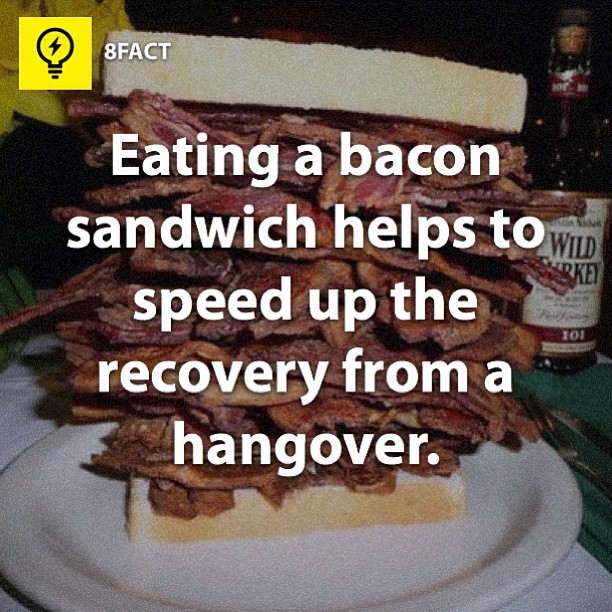 8FACT
Eating a bacon
sandwich helps to
speed up the
recovery from a
hangover.
WILD
TURKEY
101